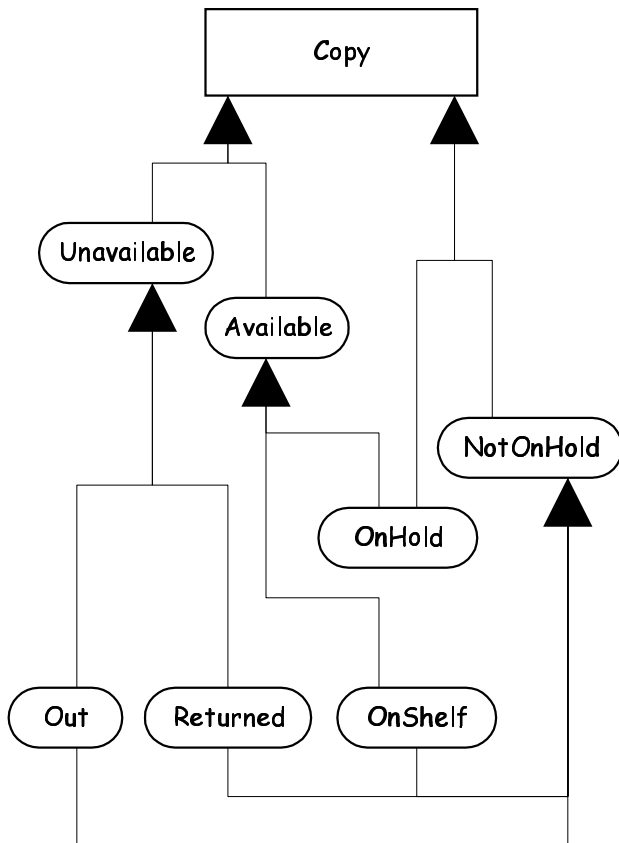 Copy
Unavailable
Available
NotOnHold
OnHold
Out
Returned
OnShelf